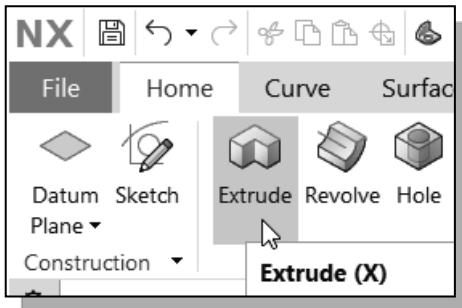 NX
File Home Curve Surfac
Datum Plane Sketch Extrude Revolve Hole
Construction
Extrude (X)